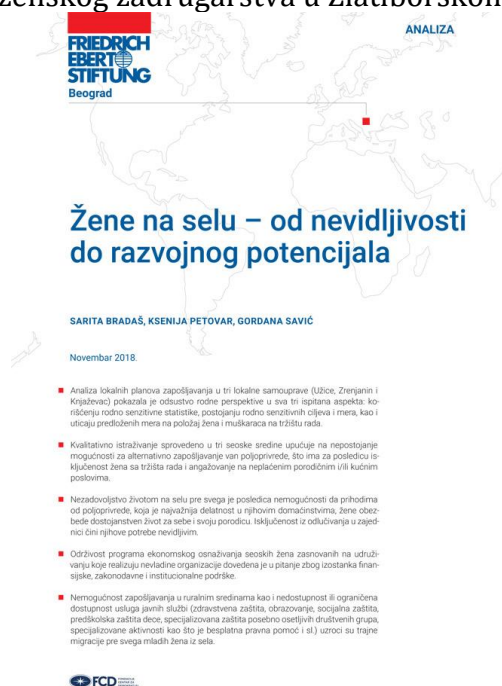 ženskog zadrugarstva u Zlatiborskom
FRIEDRICH
EBERT
STIFTUNG
Beograd
ANALIZA
Žene na selu – od nevidljivosti
do razvojnog potencijala
SARITA BRADAŠ, KSENIJA PETOVAR, GORDANA SAVIĆ
Novembar 2018.
Analiza lokalnih planova zapošljavanja u tri lokalne samouprave (Užice, Zrenjanin i
Knjaževac) pokazala je odsustvo rodne perspektive u sva tri ispitana aspekta: ko-
rišćenju rodno senzitivne statistike, postojanju rodno senzitivnih ciljeva i mera, kao i
uticaju predloženih mera na položaj žena i muškaraca na tržištu rada.
Kvalitativno istraživanje sprovedeno u tri seoske sredine upućuje na nepostojanje
mogućnosti za alternativno zapošljavanje van poljoprivrede, što ima za posledicu is-
ključenost žena sa tržišta rada i angažovanje na neplaćenim porodičnim i/ili kućnim
poslovima.
Nezadovoljstvo životom na selu pre svega je posledica nemogućnosti da prihodima
od poljoprivrede, koja je najvažnija delatnost u njihovim domaćinstvima, žene obez-
bede dostojanstven život za sebe i svoju porodicu. Isključenost iz odlučivanja u zajed-
nici čini njihove potrebe nevidljivim.
Održivost programa ekonomskog osnaživanja seoskih žena zasnovanih na udruži-
vanju koje realizuju nevladine organizacije dovedena je u pitanje zbog izostanka finan-
sijske, zakonodavne i institucionalne podrške.
Nemogućnost zapošljavanja u ruralnim sredinama kao i nedostupnost ili ograničena
dostupnost usluga javnih službi (zdravstvena zaštita, obrazovanje, socijalna zaštita,
predškolska zaštita dece, specijalizovana zaštita posebno osetljivih društvenih grupa,
specijalizovane aktivnosti kao što je besplatna pravna pomoć i sl.) uzroci su trajne
migracije pre svega mladih žena iz sela.
FCD